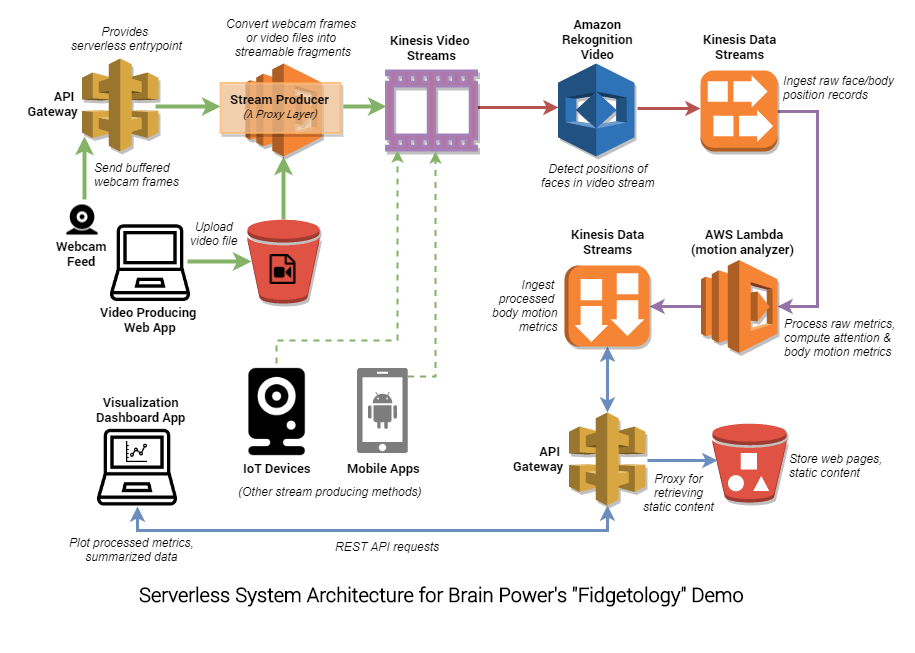 Provides
serverless entrypoint
Convert webcam frames
or video files into
streamable fragments
Kinesis Video
Streams
Amazon
Rekognition
Video
Kinesis Data
Streams
API
Gateway
Stream Producer
(λ Proxy Layer)
Ingest raw face/body
position records
Send buffered
webcam frames
Detect positions of
faces in video stream
Webcam
Feed
Upload
video file
Video Producing
Web App
Kinesis Data
Streams
AWS Lambda
(motion analyzer)
Ingest
processed
body motion
metrics
Process raw metrics,
compute attention &
body motion metrics
Visualization
Dashboard App
IoT Devices
Mobile Apps
(Other stream producing methods)
API
Gateway
Proxy for
retrieving
static content
Store web pages,
static content
Plot processed metrics,
summarized data
REST API requests
Serverless System Architecture for Brain Power's "Fidgetology" Demo